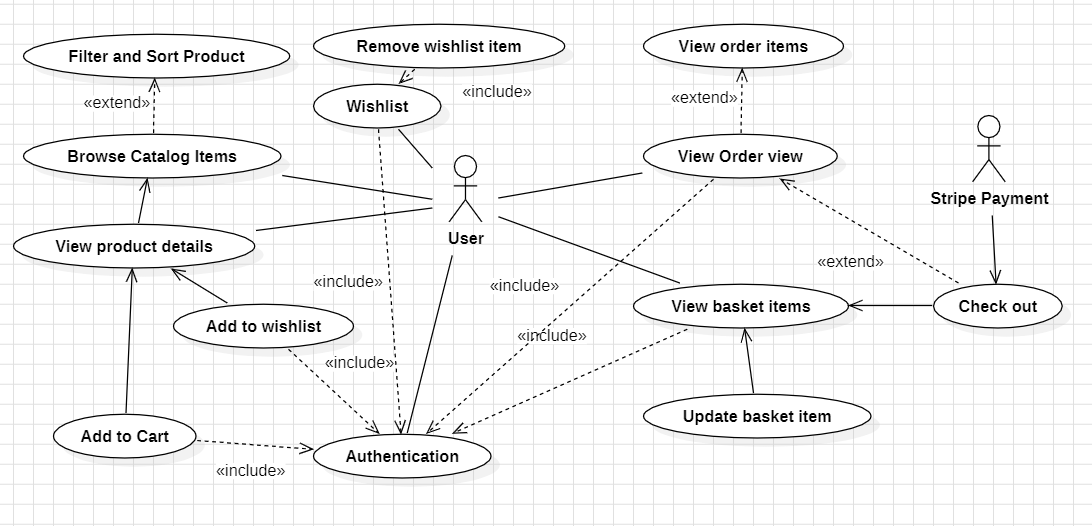 Filter and Sort Product
Remove wishlist item
View order items
«extend»
Wishlist
«include»
«extend»
Browse Catalog Items
View Order view
Stripe Payment
View product details
User
«extend»
«include»
«include»
Add to wishlist
View basket items
Check out
«include»
«include»
Add to Cart
Update basket item
Authentication
«include»